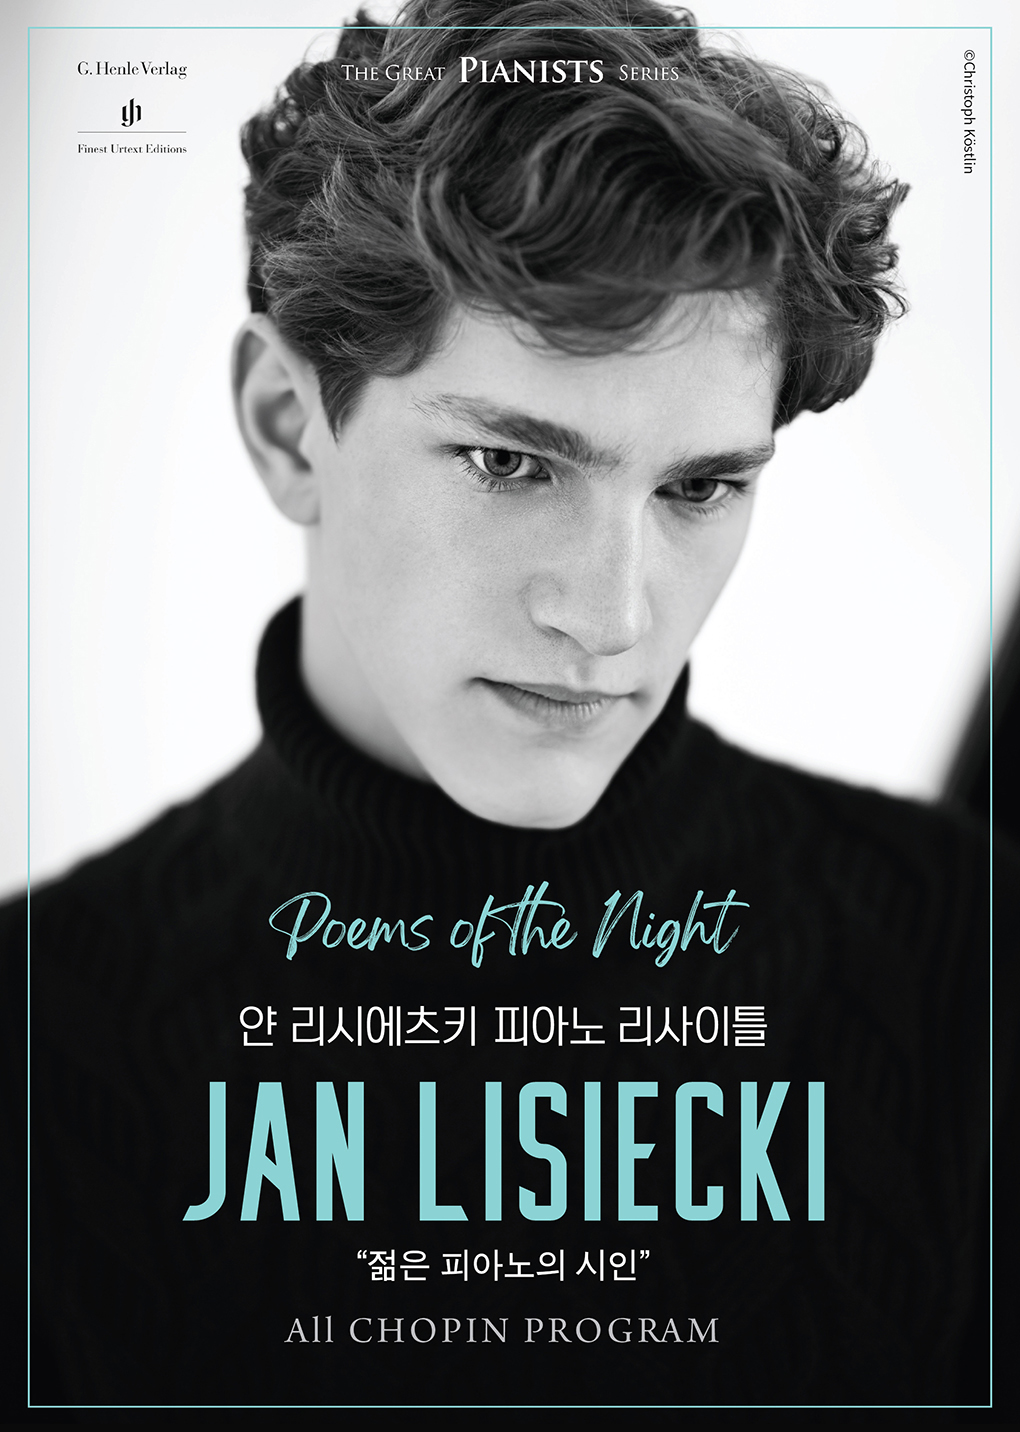 G. Henle Verlag
Finest Urtext Editions
THE GREAT PIANISTS SERIES
©Christoph Köstlin
Poems of the Night
얀 리시에츠키 피아노 리사이틀
JAN LISIECKI
“젊은 피아노의 시인”
All CHOPIN PROGRAM